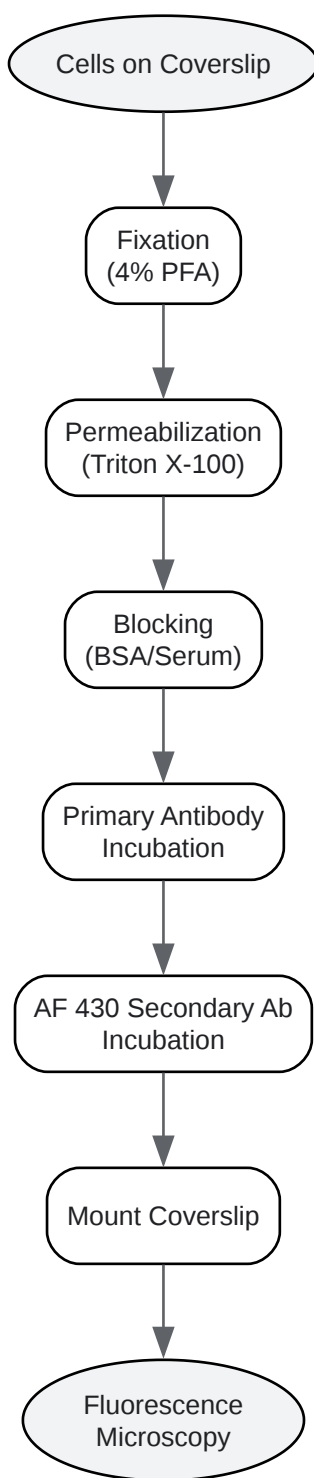 Cells on Coverslip
Fixation
(4% PFA)
Permeabilization
(Triton X-100)
Blocking
(BSA/Serum)
Primary Antibody
Incubation
AF 430 Secondary Ab
Incubation
Mount Coverslip
Fluorescence
Microscopy